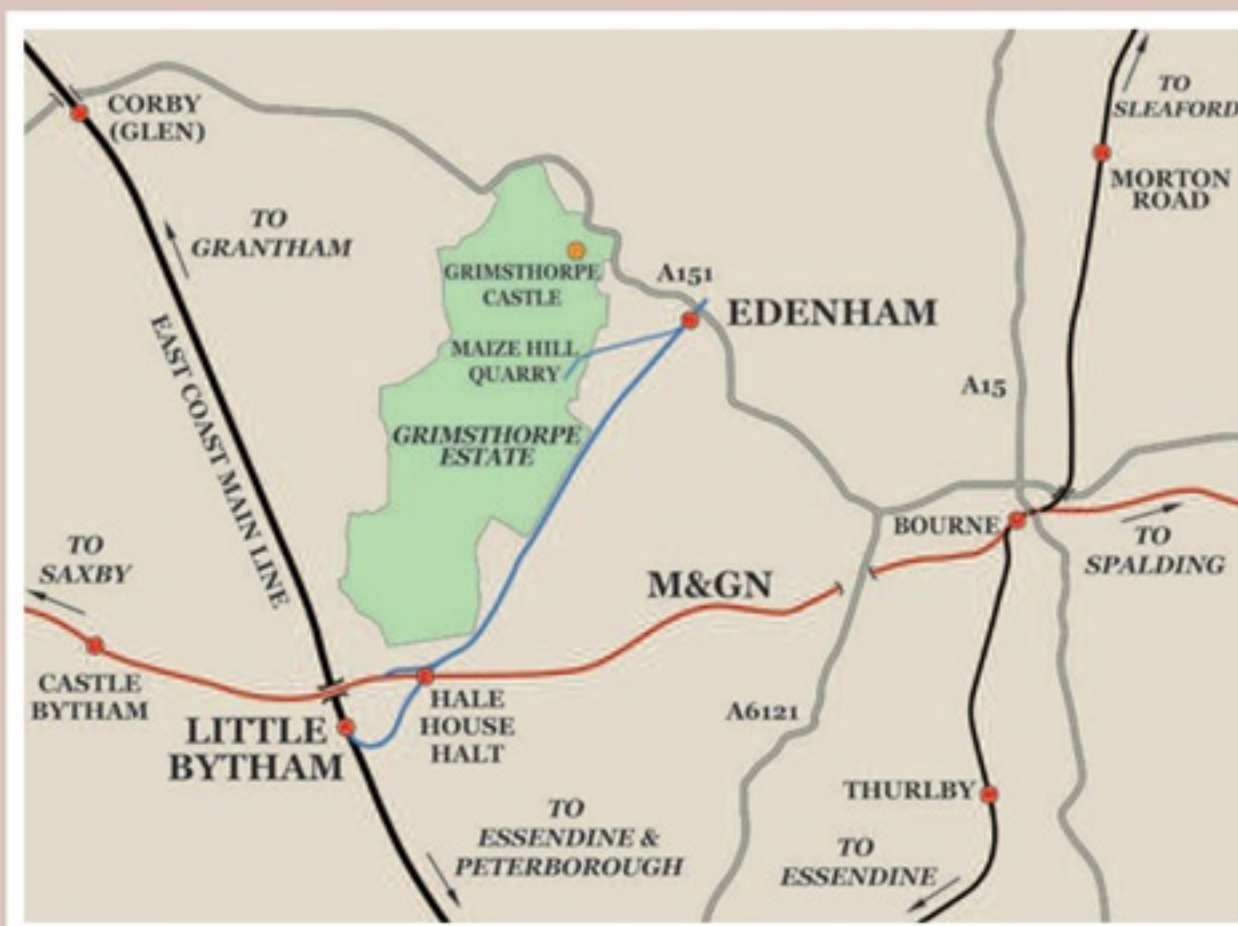 CORBY
(GLEN)
TO
SLEAFORD
MORTON
ROAD
TO
GRANTHAM
GRIMSTHORPE
CASTLE
A151
EDENHAM
MAIZE HILL
QUARRY
A15
EAST COAST MAIN LINE
GRIMSTHORPE
ESTATE
BOURNE
TO
SPALDING
TO
SAXBY
M&GN
CASTLE
BYTHAM
HALE
HOUSE
HALT
LITTLE
BYTHAM
A6121
THURLBY
TO
ESSENDINE &
PETERBOROUGH
TO
ESSENDINE